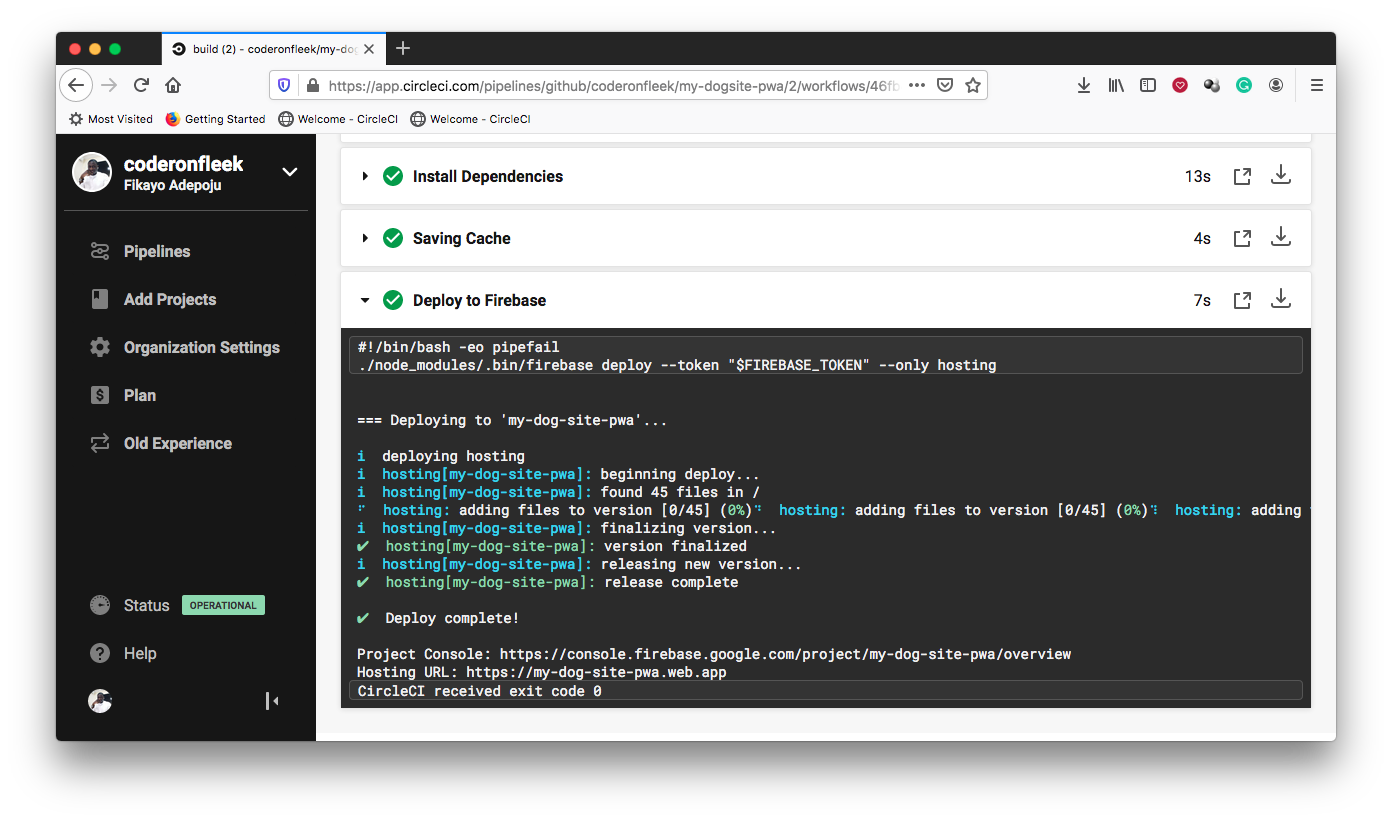 build (2) - coderonfleek/my-dog
https://app.circleci.com/pipelines/github/coderonfleek/my-dogsite-pwa/2/workflows/46fb
Most Visited Getting Started Welcome - CircleCI Welcome - CircleCI
coderonfleek
Fikayo Adepoju
Pipelines
Add Projects
Organization Settings
Plan
Old Experience
Status OPERATIONAL
Help
Install Dependencies 13s
Saving Cache 4s
Deploy to Firebase 7s
#!/bin/bash -eo pipefail
./node_modules/.bin/firebase deploy --token "$FIREBASE_TOKEN" --only hosting
=== Deploying to 'my-dog-site-pwa'...
i deploying hosting
i hosting[my-dog-site-pwa]: beginning deploy...
i hosting[my-dog-site-pwa]: found 45 files in /
hosting: adding files to version [0/45] (0%) hosting: adding files to version [0/45] (0%) hosting: adding
i hosting[my-dog-site-pwa]: finalizing version...
✔ hosting[my-dog-site-pwa]: version finalized
i hosting[my-dog-site-pwa]: releasing new version...
✔ hosting[my-dog-site-pwa]: release complete
✔ Deploy complete!
Project Console: https://console.firebase.google.com/project/my-dog-site-pwa/overview
Hosting URL: https://my-dog-site-pwa.web.app
CircleCI received exit code 0